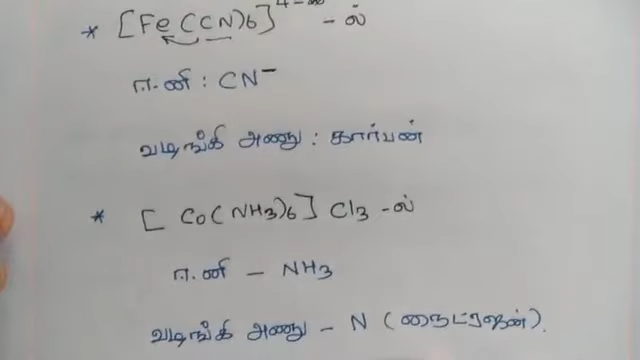 * [Fe(CN)6]4- -ல்
ஈ.னி : CN-
வழங்கி அணு : கார்பன்
* [Co(NH3)6]Cl3 -ல்
ஈ.னி - NH3
வழங்கி அணு - N (நைட்ரஜன்).